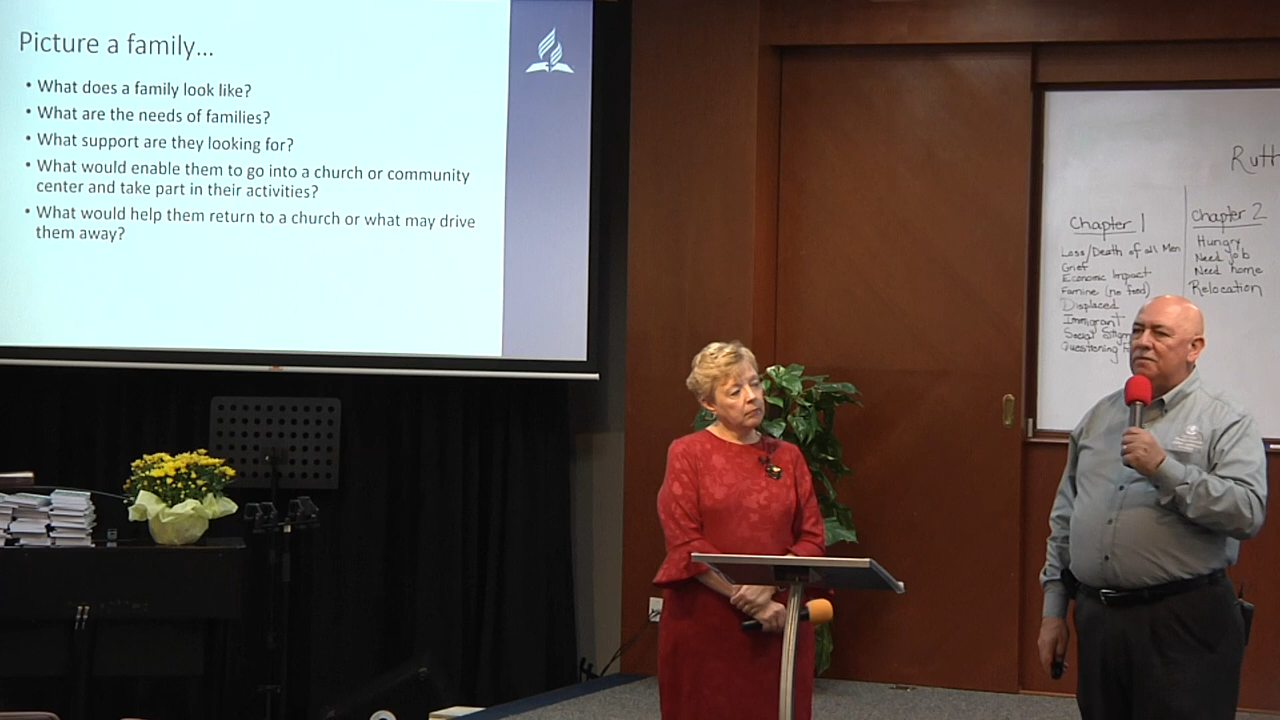 Picture a family...
• What does a family look like?
• What are the needs of families?
• What support are they looking for?
• What would enable them to go into a church or community
center and take part in their activities?
• What would help them return to a church or what may drive
them away?
Chapter 1
Loss/Death of all Men
Grief
Economic Impact
Famine (no food)
Displaced
Immigrant
Social
Questioning
Chapter 2
Hungry
Need job
Need home
Relocation